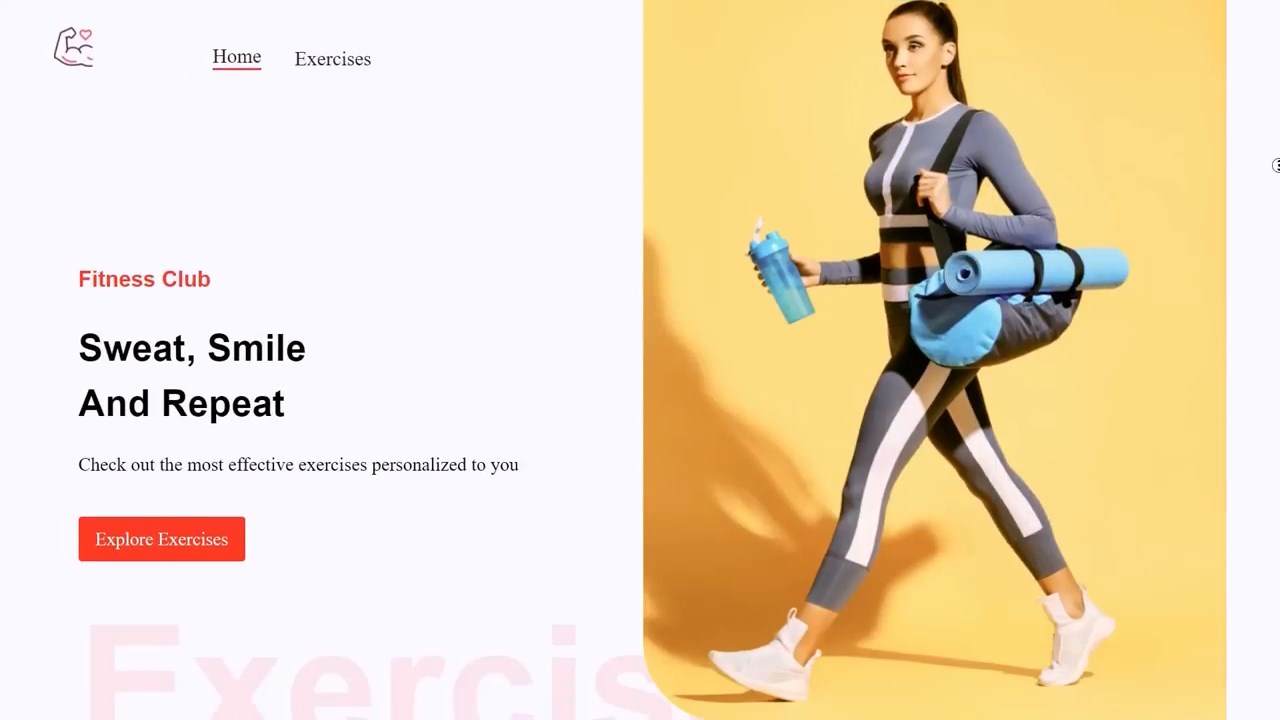 Home
Exercises
Fitness Club
Sweat, Smile
And Repeat
Check out the most effective exercises personalized to you
Explore Exercises
Exercis